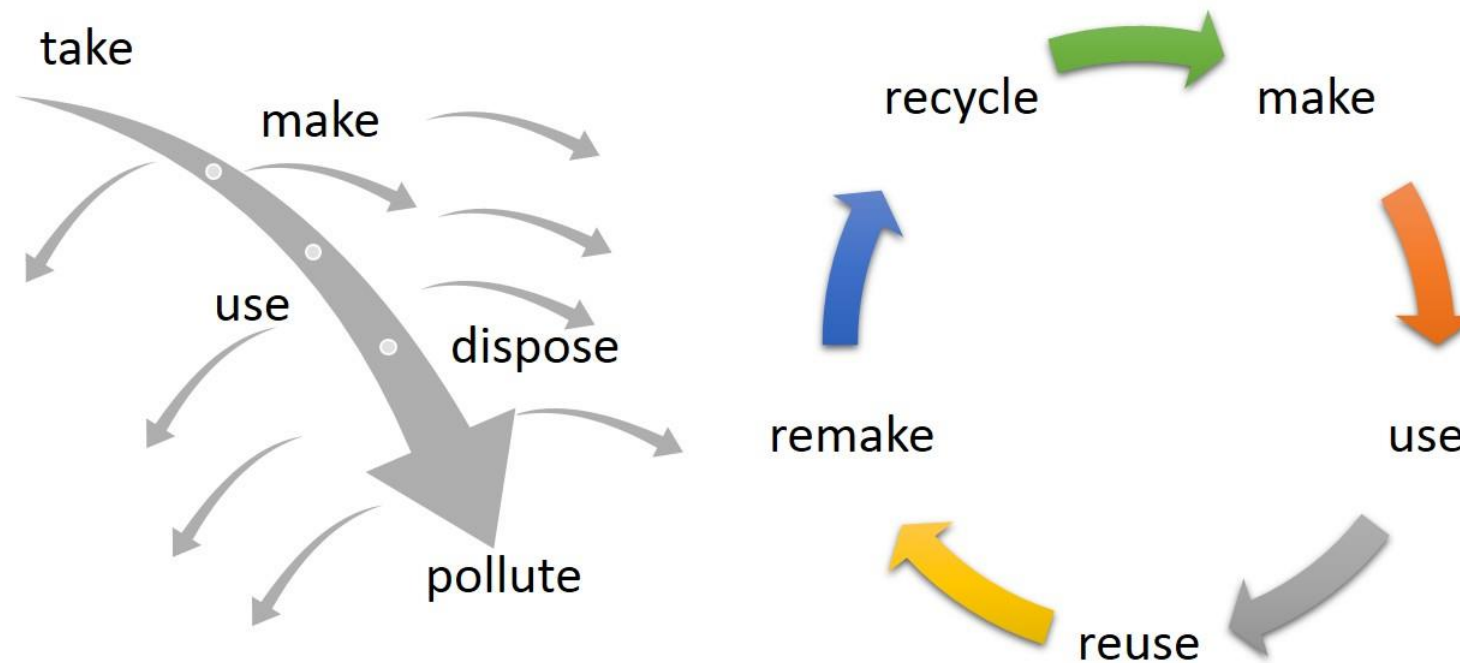 take
make
use
dispose
pollute
recycle
make
use
reuse
remake